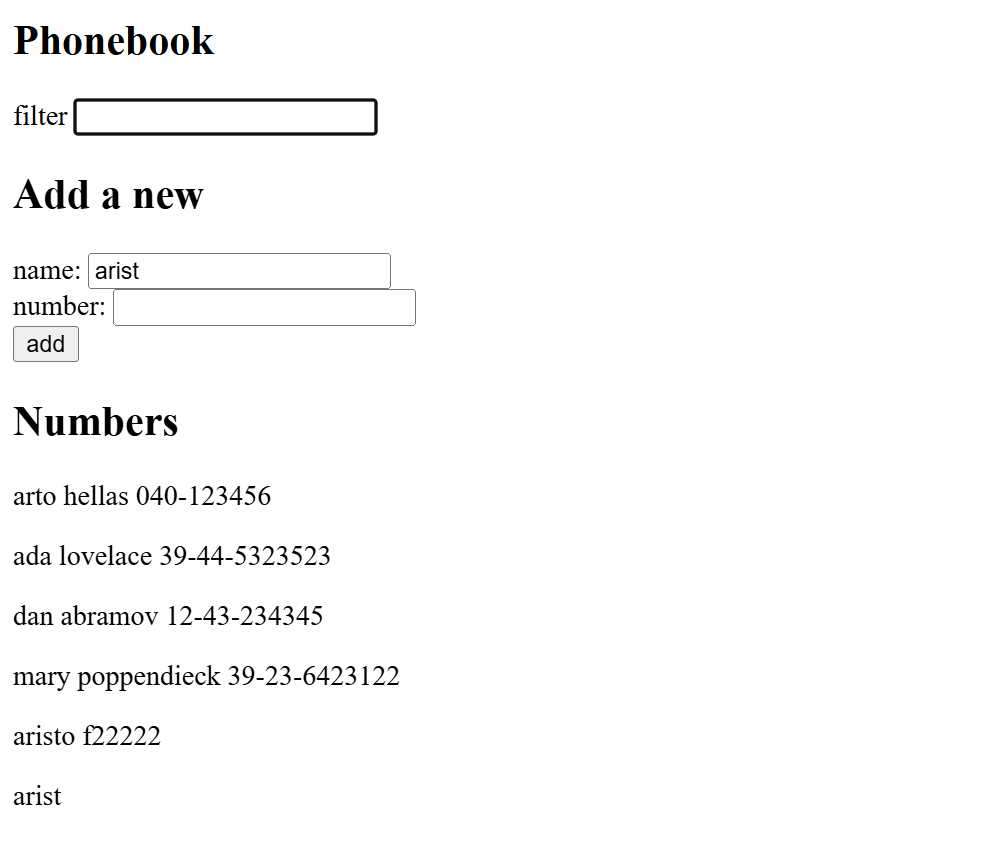 Phonebook
filter
Add a new
name: arist
number:
add
Numbers
arto hellas 040-123456
ada lovelace 39-44-5323523
dan abramov 12-43-234345
mary poppendieck 39-23-6423122
aristo f22222
arist